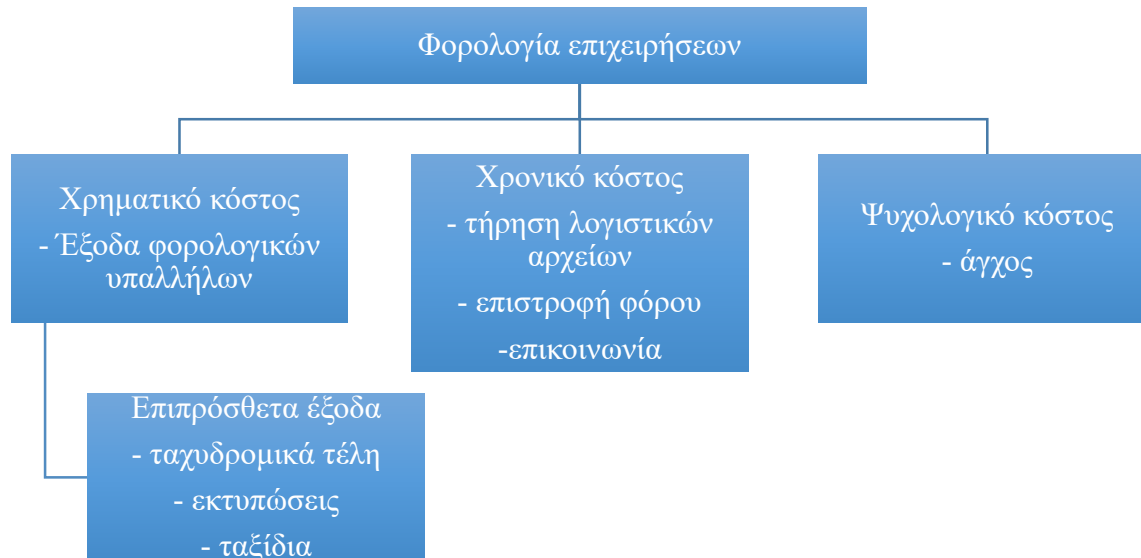 Φορολογία επιχειρήσεων
Χρηματικό κόστος
- Έξοδα φορολογικών
υπαλλήλων
Χρονικό κόστος
- τήρηση λογιστικών
αρχείων
- επιστροφή φόρου
-επικοινωνία
Ψυχολογικό κόστος
- άγχος
Επιπρόσθετα έξοδα
- ταχυδρομικά τέλη
- εκτυπώσεις
- ταξίδια